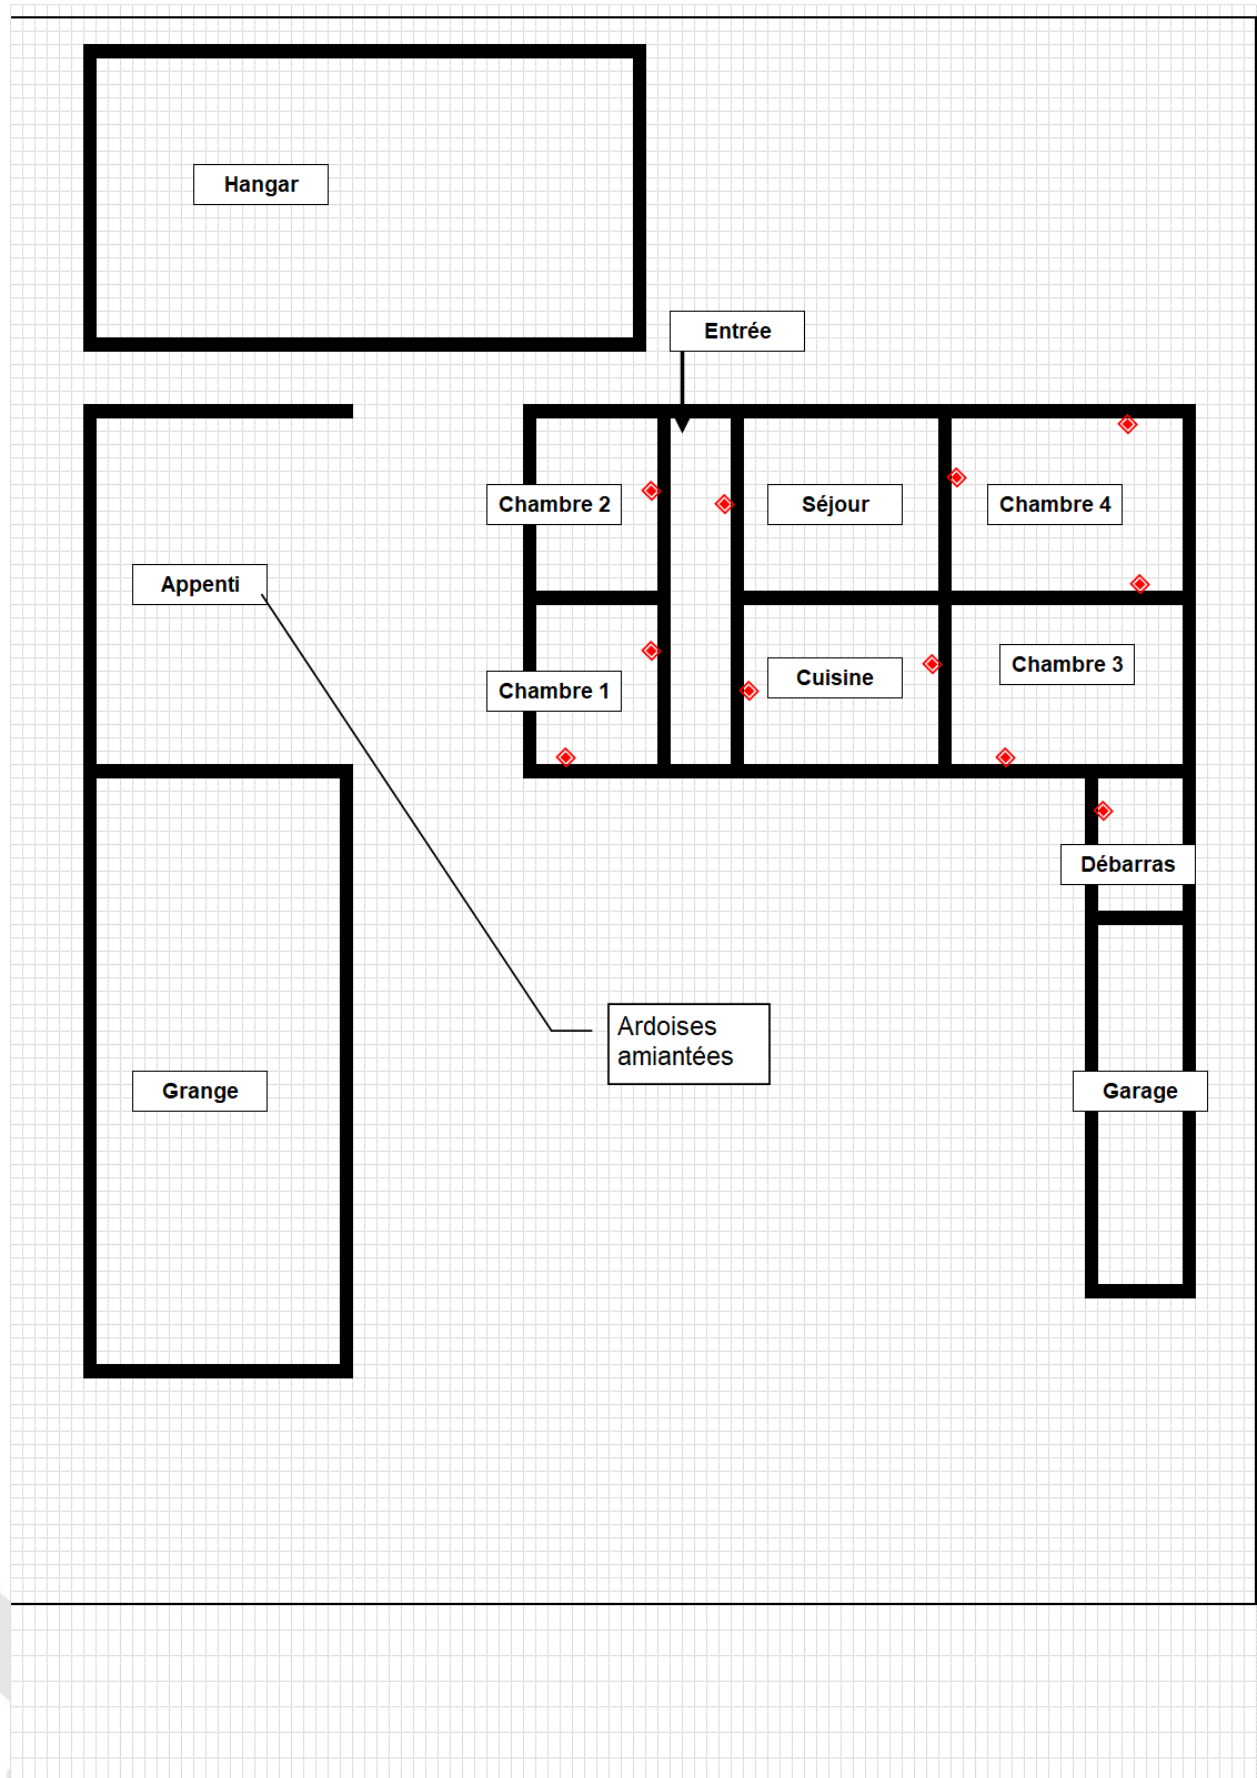 Hangar
Entrée
Chambre 2
Séjour
Chambre 4
Appenti
Chambre 1
Cuisine
Chambre 3
Débarras
Ardoises
amiantées
Grange
Garage